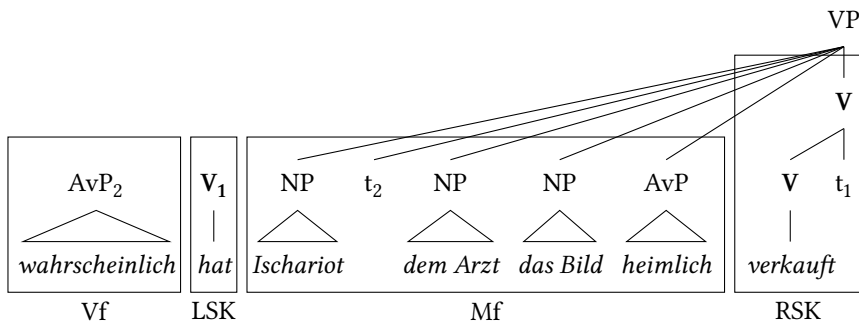 VP
V
AvP₂ V₁ NP t₂ NP NP AvP V t₁
wahrscheinlich hat Ischariot dem Arzt das Bild heimlich verkauft
Vf LSK Mf RSK